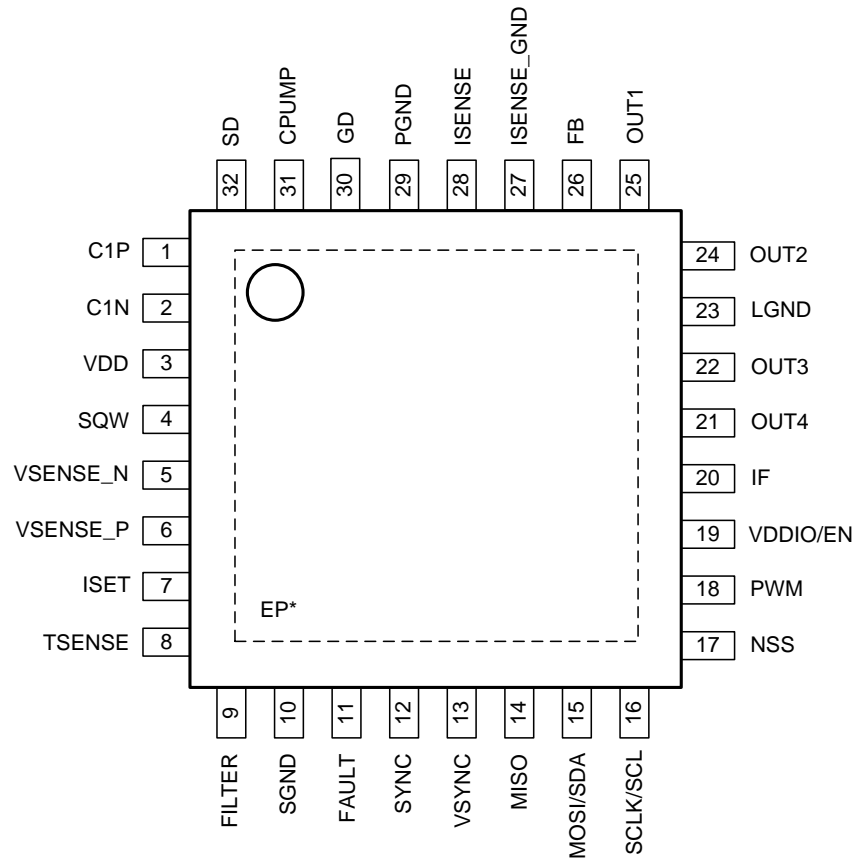 SD
CPUMP
GD
PGND
ISENSE
ISENSE_GND
FB
OUT1
32
31
30
29
28
27
26
25
C1P 1
C1N 2
VDD 3
SQW 4
VSENSE_N 5
VSENSE_P 6
ISET 7
TSENSE 8
24 OUT2
23 LGND
22 OUT3
21 OUT4
20 IF
19 VDDIO/EN
18 PWM
17 NSS
EP*
9
10
11
12
13
14
15
16
FILTER
SGND
FAULT
SYNC
VSYNC
MISO
MOSI/SDA
SCLK/SCL